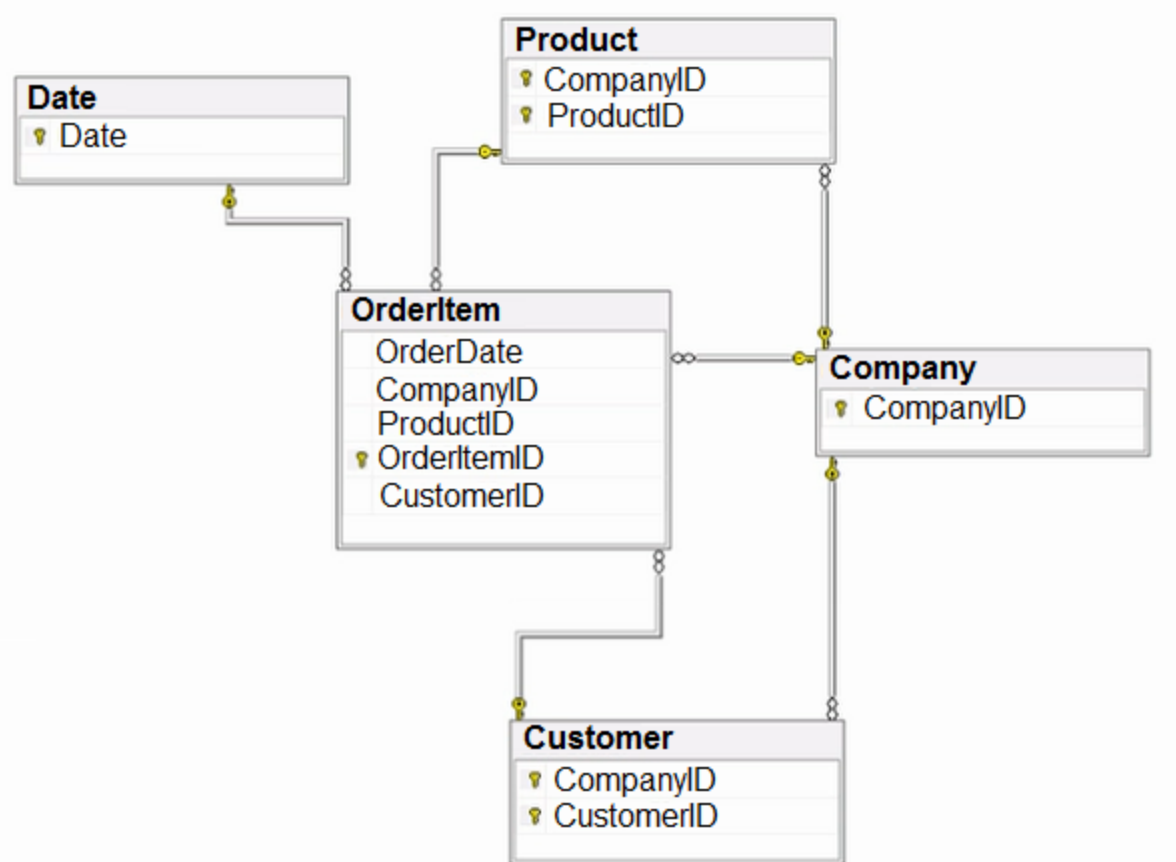 Product
CompanyID
ProductID
Date
Date
OrderItem
OrderDate
CompanyID
ProductID
OrderItemID
CustomerID
Company
CompanyID
Customer
CompanyID
CustomerID